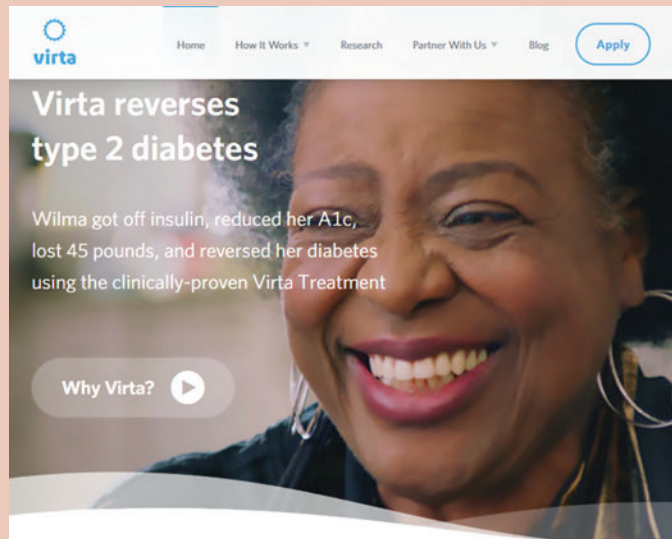 virta
Home How It Works Research Partner With Us Blog Apply
Virta reverses
type 2 diabetes
Wilma got off insulin, reduced her A1c,
lost 45 pounds, and reversed her diabetes
using the clinically-proven Virta Treatment
Why Virta?